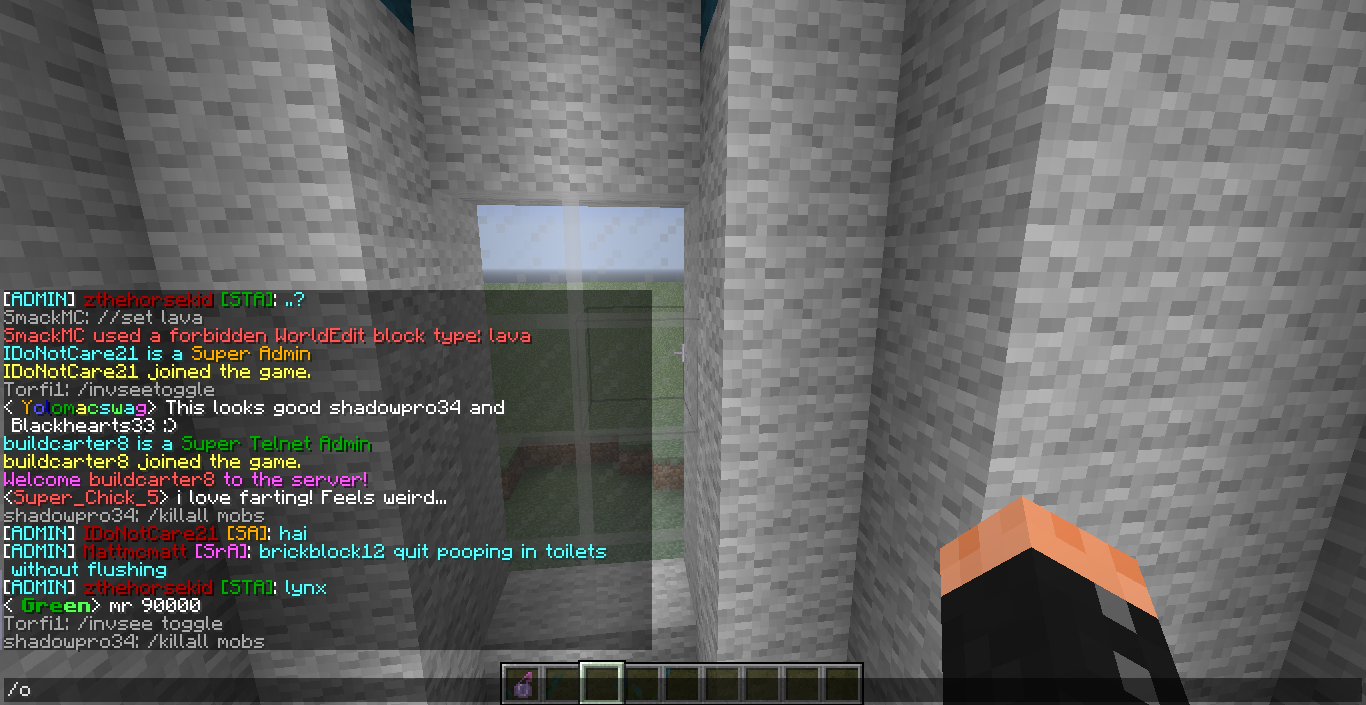 [ADMIN] zthehorsekid [STA]: ..?
SmackMC: //set lava
SmackMC used a forbidden WorldEdit block type: lava
IDoNotCare21 is a Super Admin
IDoNotCare21 joined the game.
Torfi1: /invseetoggle
< Yolomacswag> This looks good shadowpro34 and
Blackhearts33 :)
buildcarter8 is a Super Telnet Admin
buildcarter8 joined the game.
Welcome buildcarter8 to the server!
<Super_Chick_5> i love farting! Feels weird...
shadowpro34: /killall mobs
[ADMIN] IDoNotCare21 [SA]: hai
[ADMIN] Mattmcmatt [SrA]: brickblock12 quit pooping in toilets
without flushing
[ADMIN] zthehorsekid [STA]: lynx
< Green> mr 90000
Torfi1: /invsee toggle
shadowpro34: /killall mobs
/o